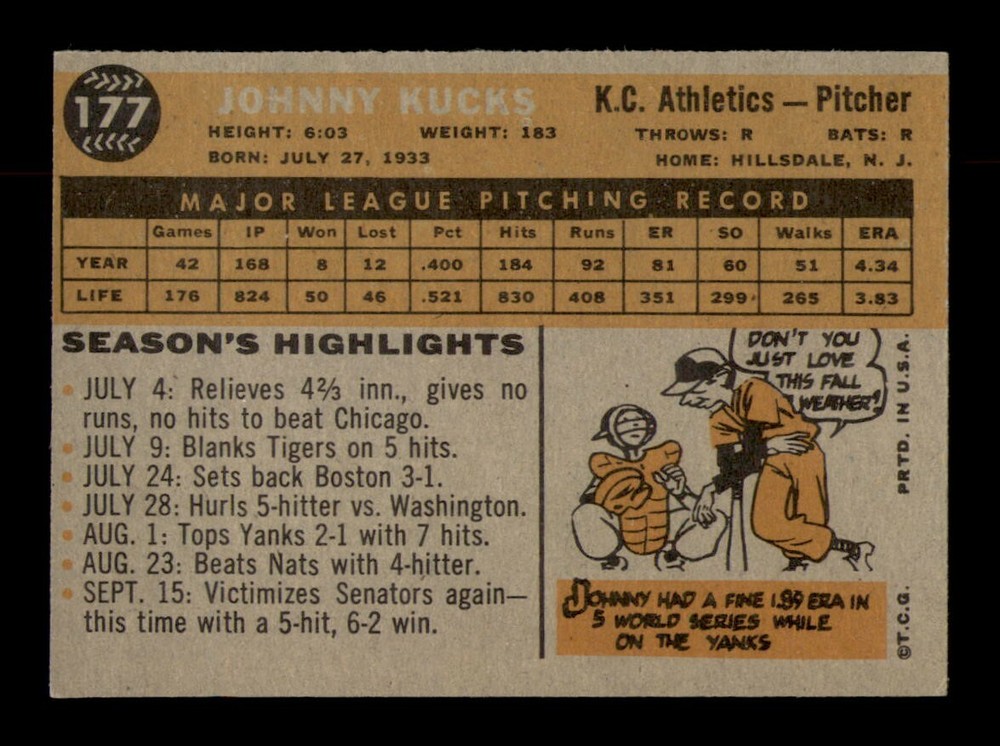 177
JOHNNY KUCKS
K.C. Athletics — Pitcher
HEIGHT: 6:03 WEIGHT: 183 THROWS: R BATS: R
BORN: JULY 27, 1933 HOME: HILLSDALE, N. J.
MAJOR LEAGUE PITCHING RECORD
Games IP Won Lost Pct Hits Runs ER SO Walks ERA
YEAR 42 168 8 12 .400 184 92 81 60 51 4.34
LIFE 176 824 50 46 .521 830 408 351 299 265 3.83
SEASON'S HIGHLIGHTS
• JULY 4: Relieves 4⅔ inn., gives no
runs, no hits to beat Chicago.
• JULY 9: Blanks Tigers on 5 hits.
• JULY 24: Sets back Boston 3-1.
• JULY 28: Hurls 5-hitter vs. Washington.
• AUG. 1: Tops Yanks 2-1 with 7 hits.
• AUG. 23: Beats Nats with 4-hitter.
• SEPT. 15: Victimizes Senators again—
this time with a 5-hit, 6-2 win.
DON'T YOU
JUST LOVE
THIS FALL
WEATHER?
JOHNNY HAD A FINE 1.89 ERA IN
5 WORLD SERIES WHILE
ON THE YANKS
©T.C.G. PRTD. IN U.S.A.